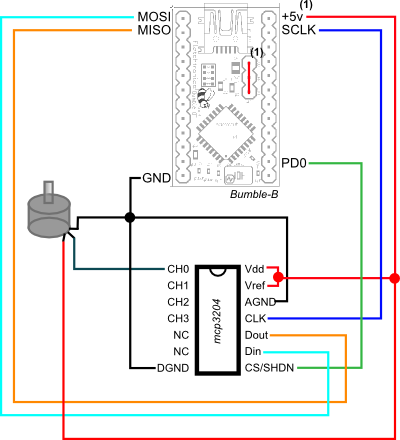 (1)
MOSI
+5v
MISO
SCLK
(1)
PD0
GND
Bumble-B
CH0
Vdd
CH1
Vref
CH2
AGND
CH3
CLK
NC
Dout
NC
Din
DGND
CS/SHDN
mcp3204